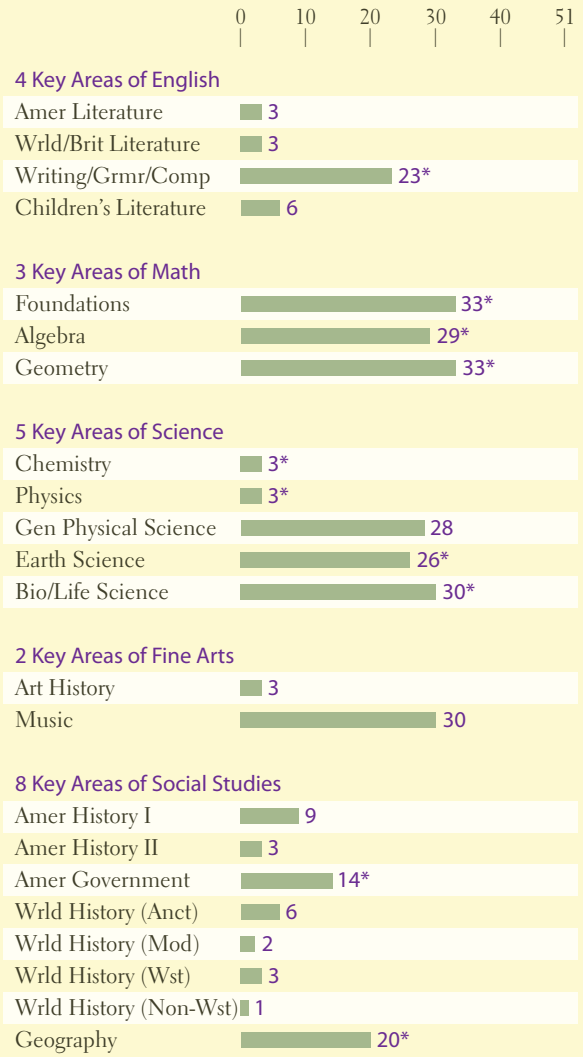 0 10 20 30 40 51
4 Key Areas of English
Amer Literature 3
Wrld/Brit Literature 3
Writing/Grmr/Comp 23*
Children’s Literature 6
3 Key Areas of Math
Foundations 33*
Algebra 29*
Geometry 33*
5 Key Areas of Science
Chemistry 3*
Physics 3*
Gen Physical Science 28
Earth Science 26*
Bio/Life Science 30*
2 Key Areas of Fine Arts
Art History 3
Music 30
8 Key Areas of Social Studies
Amer History I 9
Amer History II 3
Amer Government 14*
Wrld History (Anct) 6
Wrld History (Mod) 2
Wrld History (Wst) 3
Wrld History (Non-Wst) 1
Geography 20*